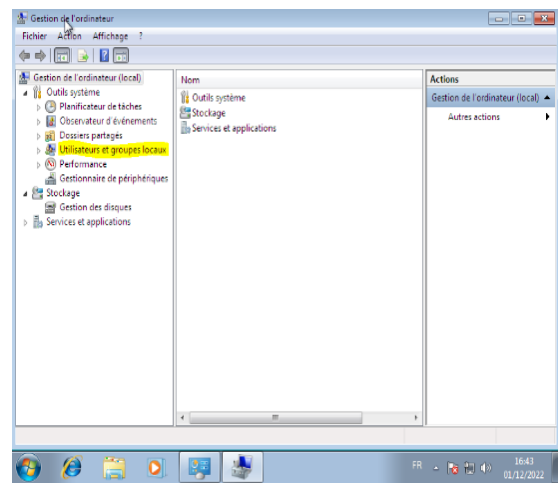 Gestion de l'ordinateur
Fichier Action Affichage ?
Gestion de l'ordinateur (local)
Outils système
Planificateur de tâches
Observateur d'événements
Dossiers partagés
Utilisateurs et groupes locaux
Performance
Gestionnaire de périphériques
Stockage
Gestion des disques
Services et applications
Nom
Outils système
Stockage
Services et applications
Actions
Gestion de l'ordinateur (local)
Autres actions
FR
16:43
01/12/2022